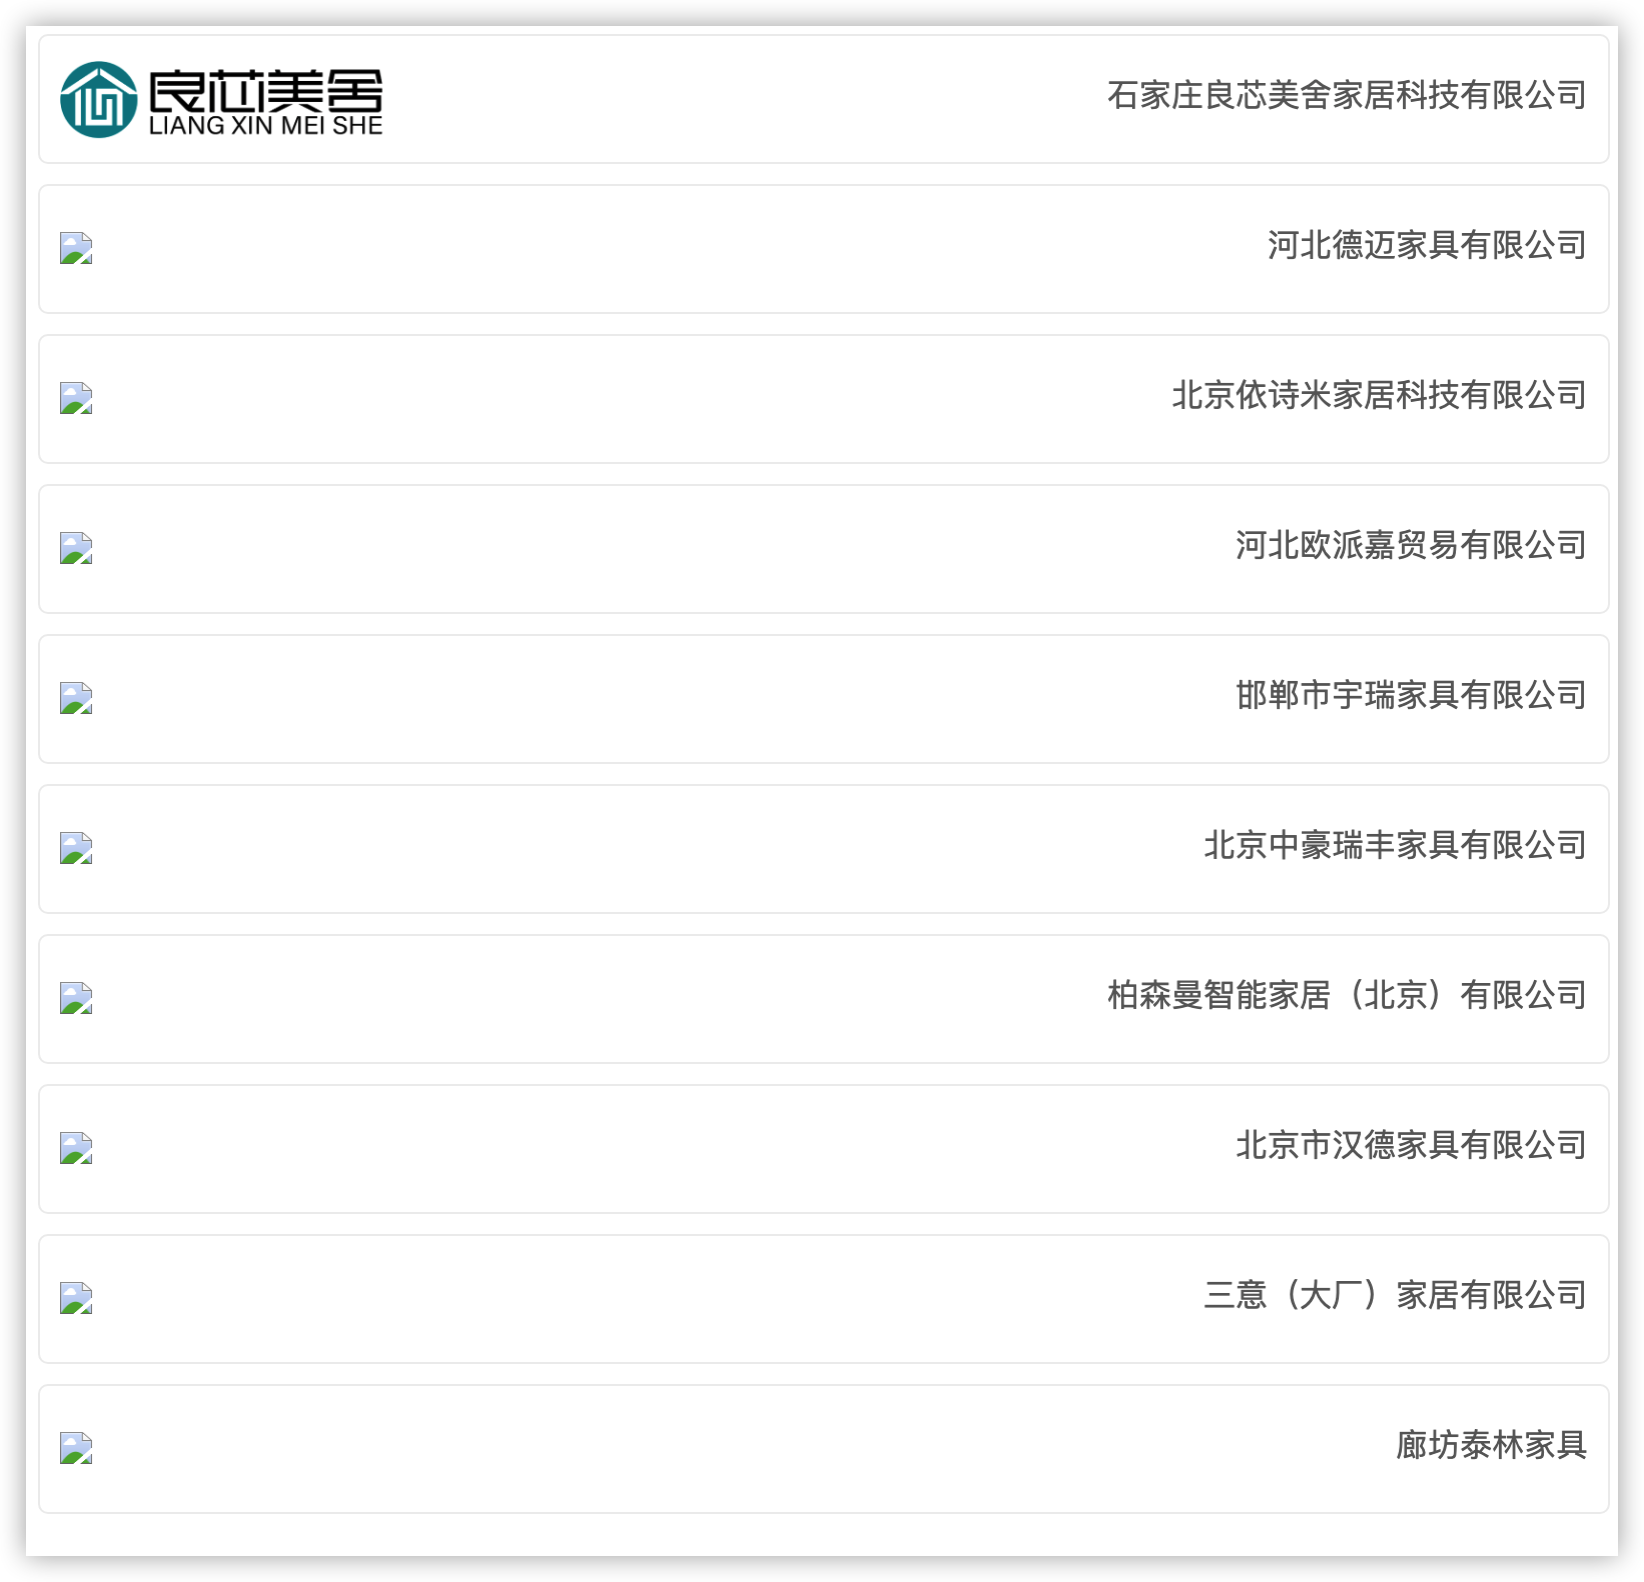 良芯美舍
LIANG XIN MEI SHE
石家庄良芯美舍家居科技有限公司
河北德迈家具有限公司
北京依诗米家居科技有限公司
河北欧派嘉贸易有限公司
邯郸市宇瑞家具有限公司
北京中豪瑞丰家具有限公司
柏森曼智能家居（北京）有限公司
北京市汉德家具有限公司
三意（大厂）家居有限公司
廊坊泰林家具